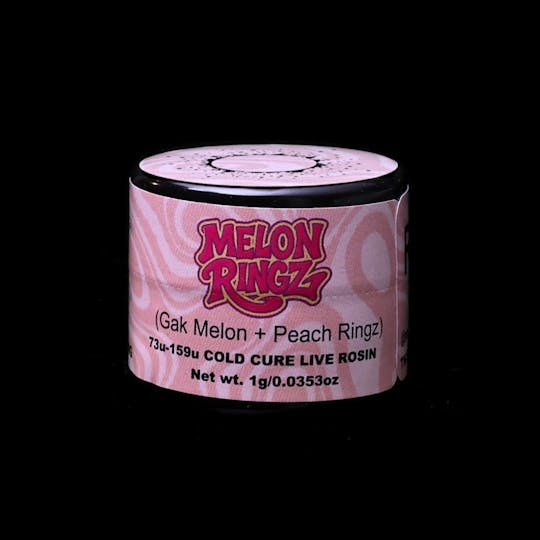 MELON
RINGZ
(Gak Melon + Peach Ringz)
73u-159u COLD CURE LIVE ROSIN
Net wt. 1g/0.0353oz